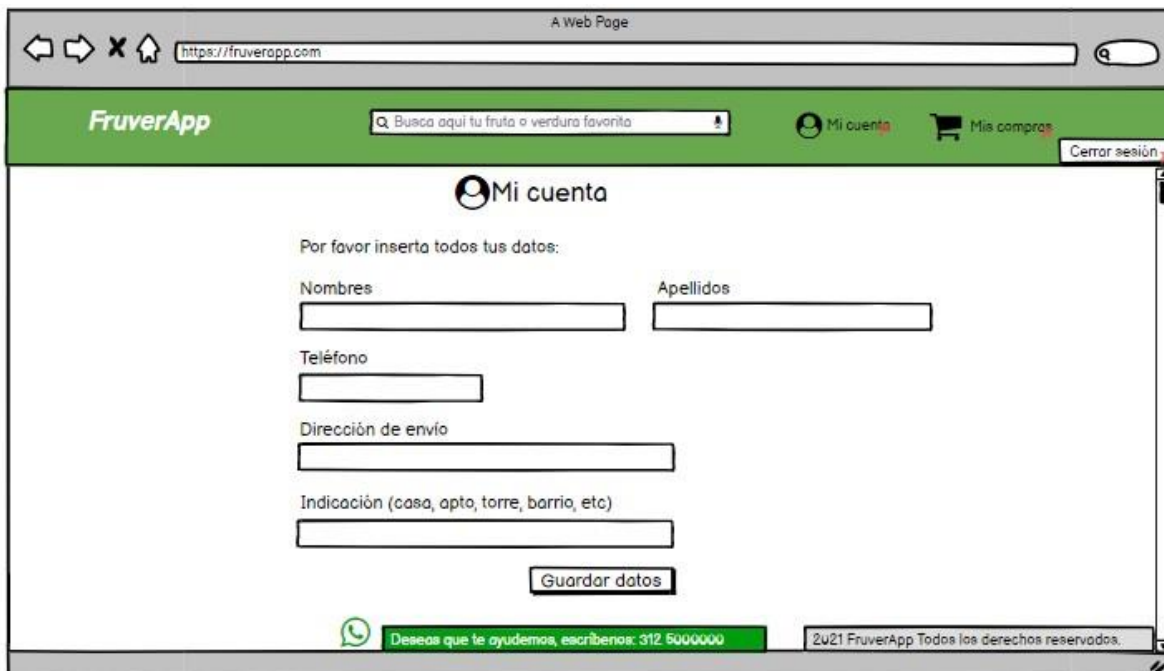 A Web Page
https://fruverapp.com
FruverApp
Busca aquí tu fruta o verdura favorita
Mi cuenta
Mis compras
Cerrar sesión
Mi cuenta
Por favor inserta todos tus datos:
Nombres
Apellidos
Teléfono
Dirección de envío
Indicación (casa, apto, torre, barrio, etc)
Guardar datos
Deseas que te ayudemos, escríbenos: 312 5000000
2021 FruverApp Todos los derechos reservados.